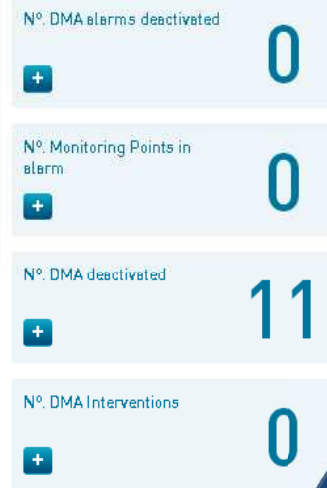 Nº. DMA alarms deactivated
0
+
Nº. Monitoring Points in
alarm
0
+
Nº. DMA deactivated
11
+
Nº. DMA Interventions
0
+